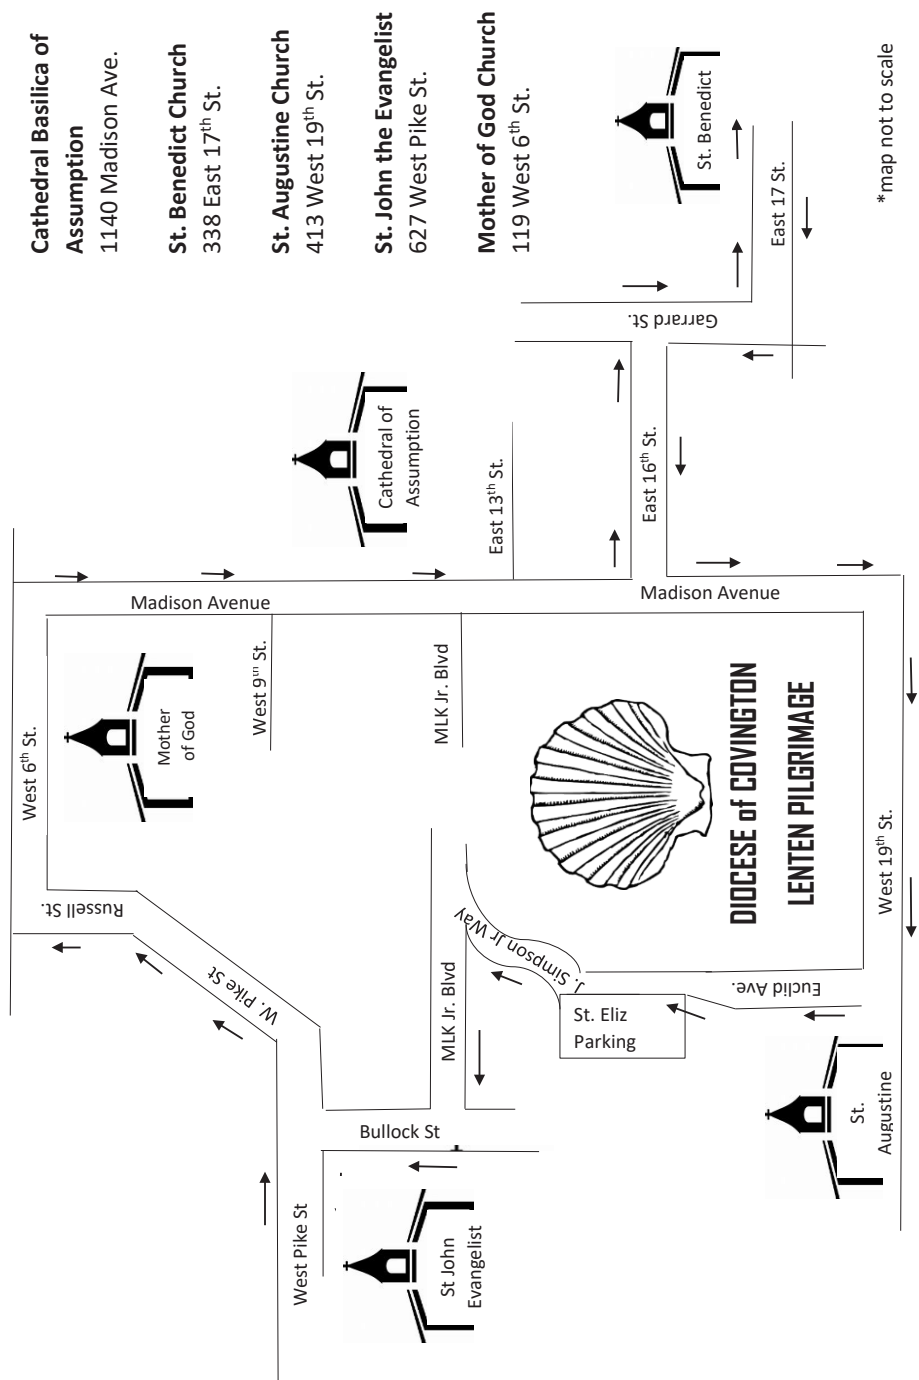 Cathedral Basilica of
Assumption
1140 Madison Ave.
St. Benedict Church
338 East 17th St.
St. Augustine Church
413 West 19th St.
St. John the Evangelist
627 West Pike St.
Mother of God Church
119 West 6th St.
St. Benedict
East 17 St.
*map not to scale
Garrard St.
Cathedral of
Assumption
East 13th St.
East 16th St.
Madison Avenue
Madison Avenue
West 6th St.
Mother
of God
West 9th St.
MLK Jr. Blvd
DIOCESE of COVINGTON
LENTEN PILGRIMAGE
West 19th St.
Russell St.
W. Pike St
J. Simpson Jr Way
MLK Jr. Blvd
Euclid Ave.
St. Eliz
Parking
Bullock St
St.
Augustine
West Pike St
St John
Evangelist